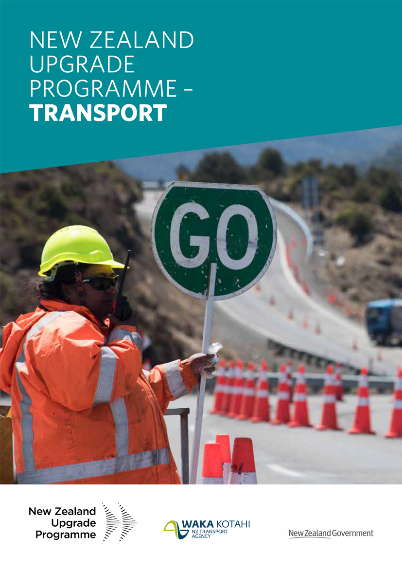 NEW ZEALAND
UPGRADE
PROGRAMME –
TRANSPORT
GO
New Zealand
Upgrade
Programme
WAKA KOTAHI
NZ TRANSPORT
AGENCY
New Zealand Government